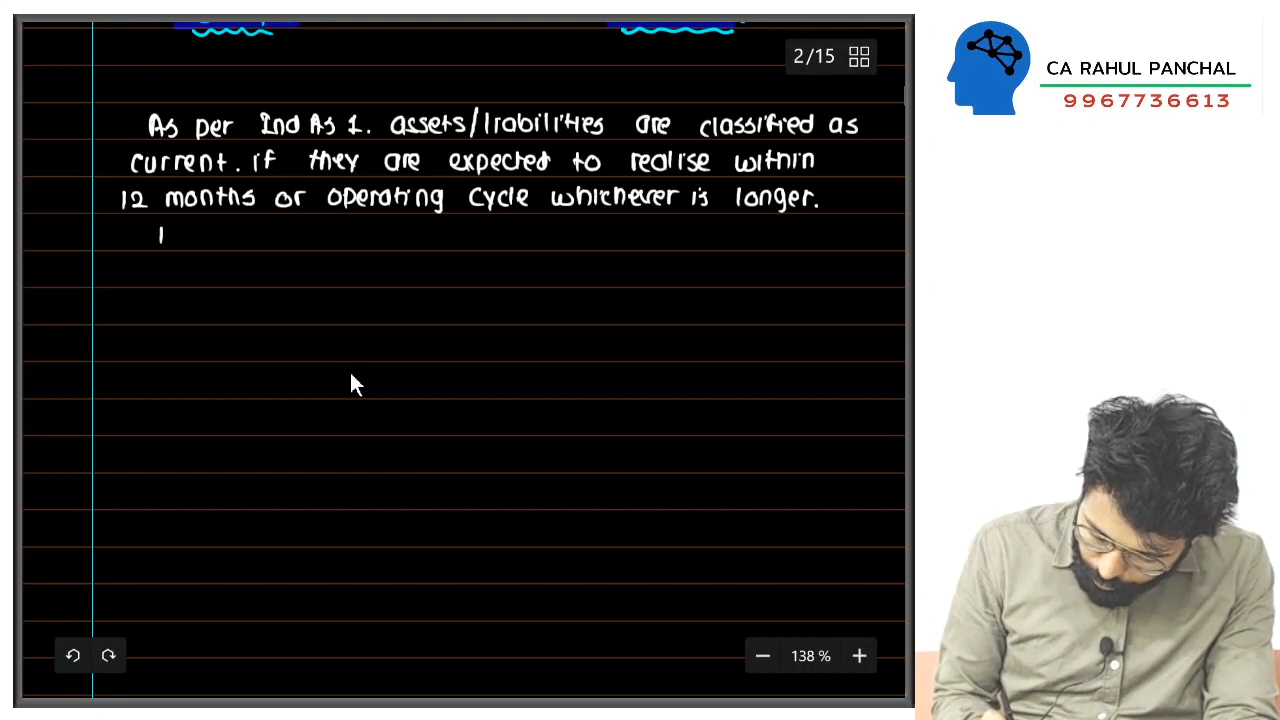 2/15
As per Ind As 1. assets/liabilities are classified as
current. if they are expected to realise within
12 months or operating cycle whichever is longer.
138 %
CA RAHUL PANCHAL
9967736613